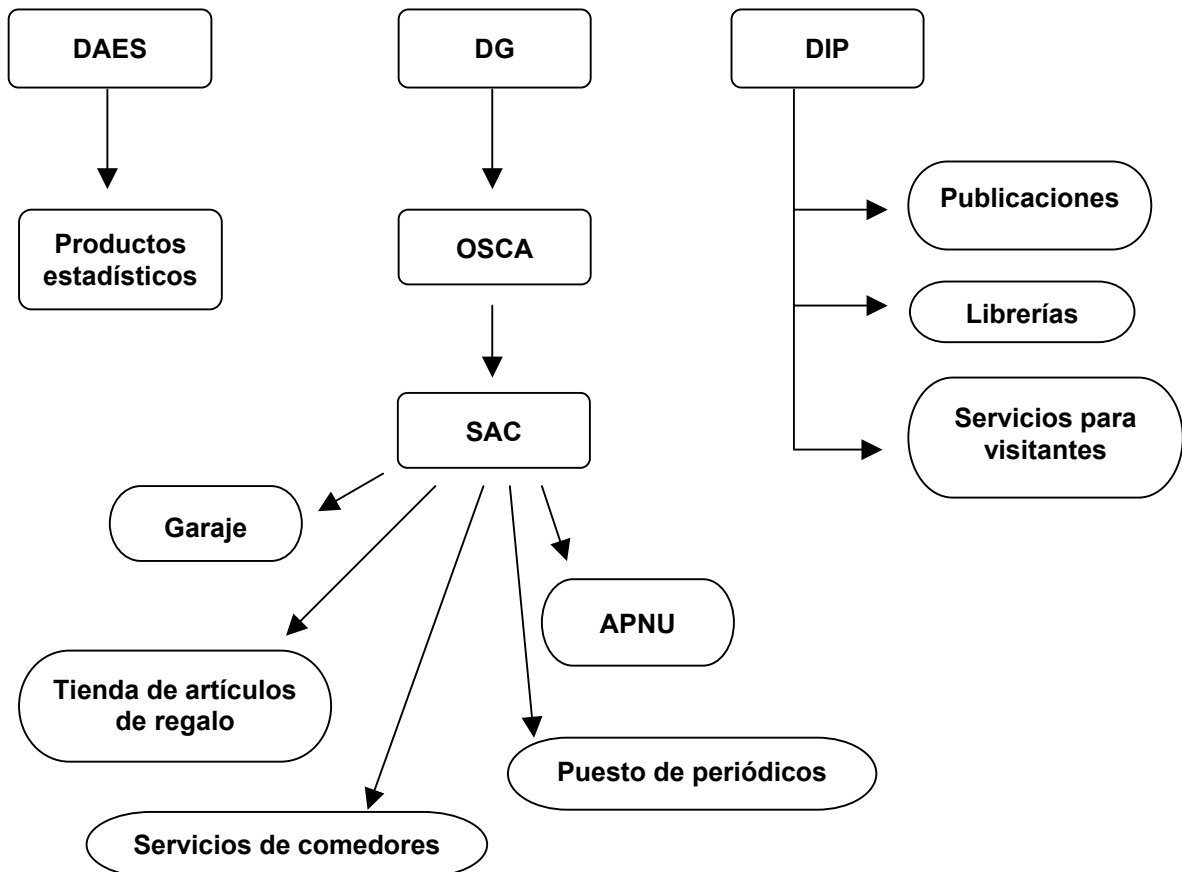 DAES
DG
DIP
Productos
estadísticos
OSCA
Publicaciones
Librerías
SAC
Servicios para
visitantes
Garaje
APNU
Tienda de artículos
de regalo
Puesto de periódicos
Servicios de comedores